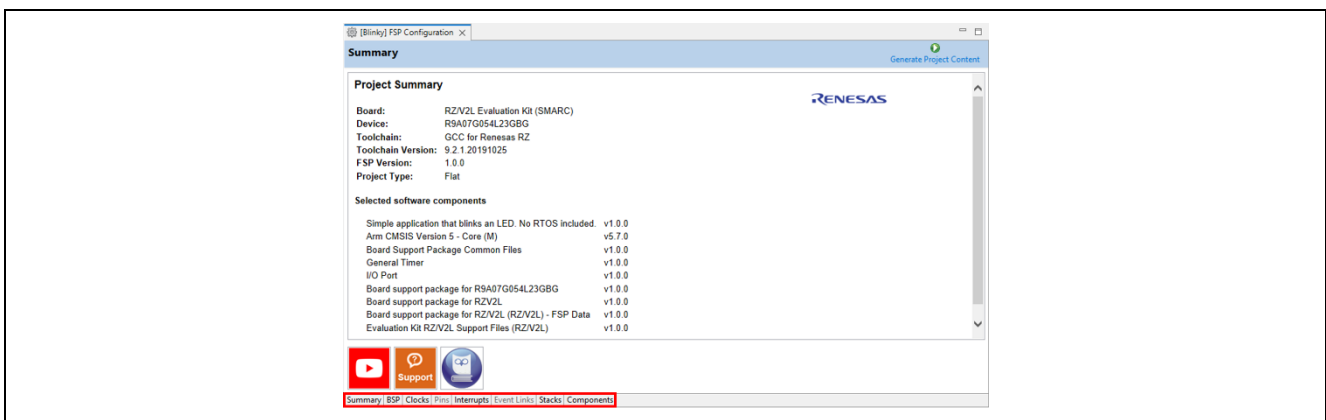 [Blinky] FSP Configuration
Summary
Generate Project Content
Project Summary
RENESAS
Board: RZ/V2L Evaluation Kit (SMARC)
Device: R9A07G054L23GBG
Toolchain: GCC for Renesas RZ
Toolchain Version: 9.2.1.20191025
FSP Version: 1.0.0
Project Type: Flat
Selected software components
Simple application that blinks an LED. No RTOS included. v1.0.0
Arm CMSIS Version 5 - Core (M) v5.7.0
Board Support Package Common Files v1.0.0
General Timer v1.0.0
I/O Port v1.0.0
Board support package for R9A07G054L23GBG v1.0.0
Board support package for RZV2L v1.0.0
Board support package for RZ/V2L (RZ/V2L) - FSP Data v1.0.0
Evaluation Kit RZ/V2L Support Files (RZ/V2L) v1.0.0
Support
Summary BSP Clocks Pins Interrupts Event Links Stacks Components